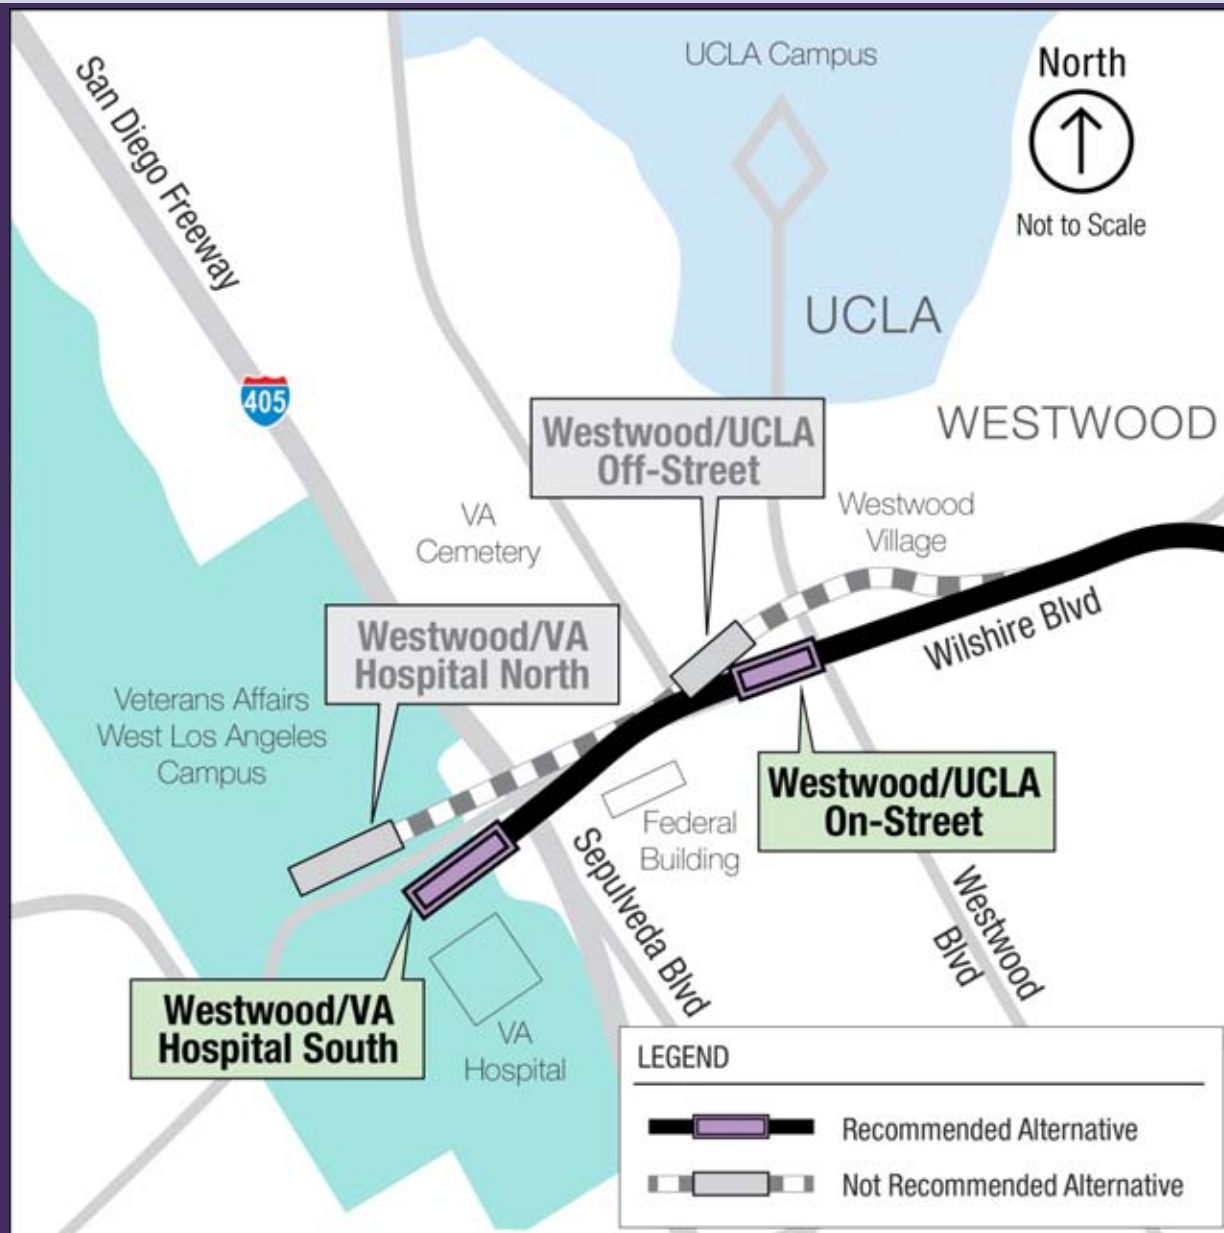 UCLA Campus
North
Not to Scale
San Diego Freeway
405
UCLA
WESTWOOD
Westwood/UCLA
Off-Street
Westwood
Village
VA
Cemetery
Wilshire Blvd
Westwood/VA
Hospital North
Veterans Affairs
West Los Angeles
Campus
Westwood/UCLA
On-Street
Federal
Building
Sepulveda Blvd
Westwood
Blvd
Westwood/VA
Hospital South
VA
Hospital
LEGEND
Recommended Alternative
Not Recommended Alternative